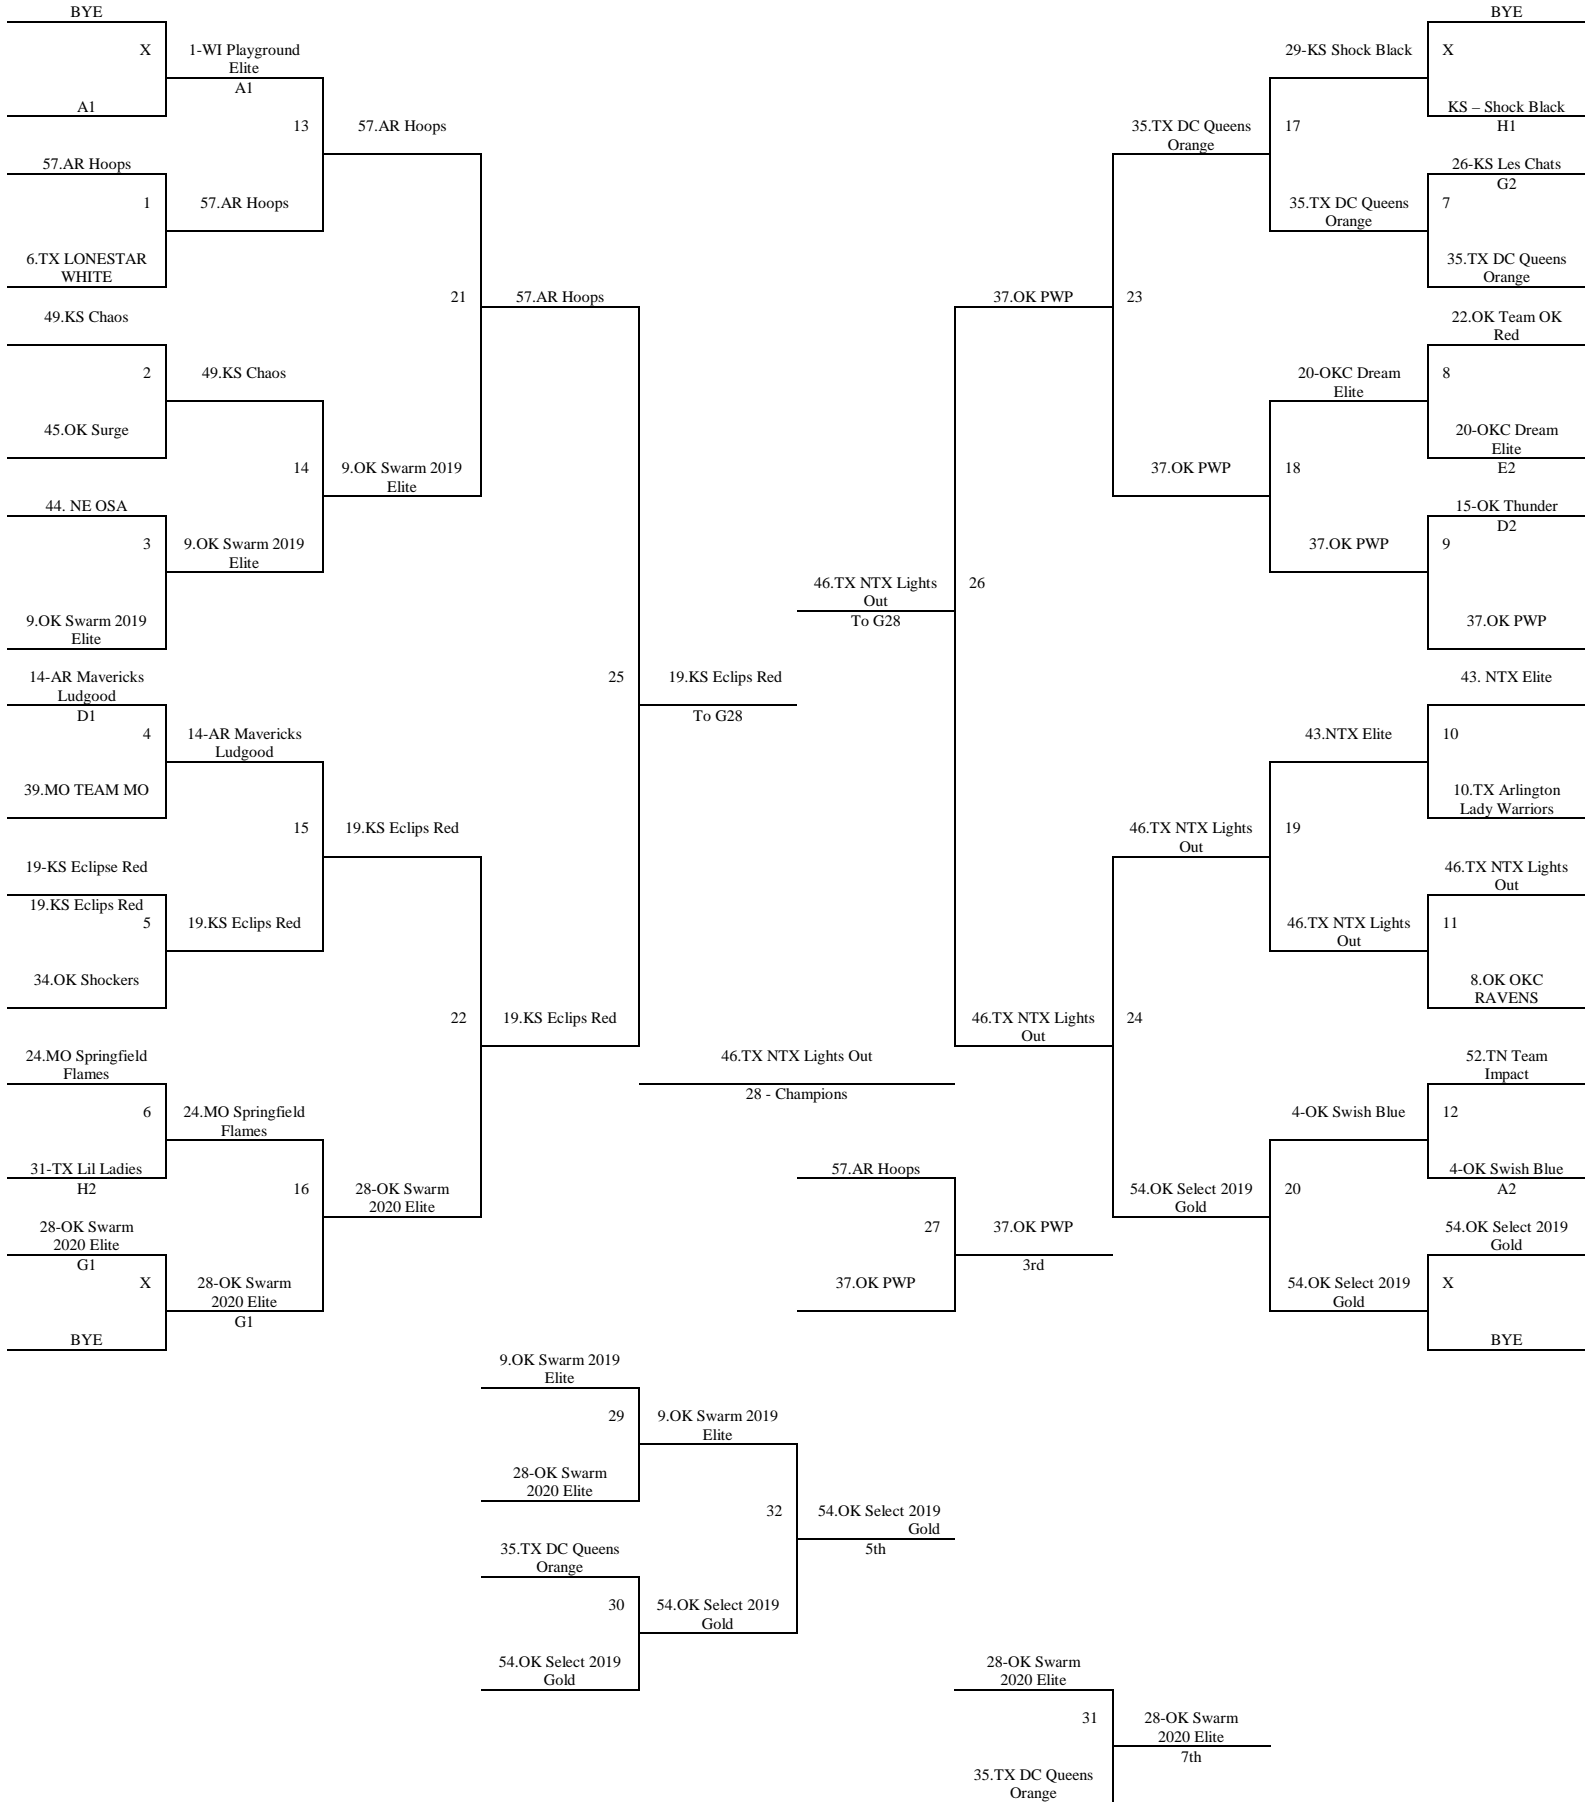 BYE
X
1-WI Playground
Elite
A1
A1
13
57.AR Hoops
57.AR Hoops
1
57.AR Hoops
6.TX LONESTAR
WHITE
21
57.AR Hoops
49.KS Chaos
2
49.KS Chaos
45.OK Surge
14
9.OK Swarm 2019
Elite
44. NE OSA
3
9.OK Swarm 2019
Elite
9.OK Swarm 2019
Elite
14-AR Mavericks
Ludgood
D1
25
19.KS Eclips Red
To G28
4
14-AR Mavericks
Ludgood
39.MO TEAM MO
15
19.KS Eclips Red
19-KS Eclipse Red
19.KS Eclips Red
5
19.KS Eclips Red
34.OK Shockers
22
19.KS Eclips Red
24.MO Springfield
Flames
6
24.MO Springfield
Flames
31-TX Lil Ladies
H2
16
28-OK Swarm
2020 Elite
28-OK Swarm
2020 Elite
G1
X
28-OK Swarm
2020 Elite
G1
BYE
BYE
29-KS Shock Black
X
KS – Shock Black
H1
35.TX DC Queens
Orange
17
26-KS Les Chats
G2
35.TX DC Queens
Orange
7
35.TX DC Queens
Orange
37.OK PWP
23
22.OK Team OK
Red
20-OKC Dream
Elite
8
20-OKC Dream
Elite
E2
37.OK PWP
18
15-OK Thunder
D2
37.OK PWP
9
37.OK PWP
46.TX NTX Lights
Out
To G28
26
43. NTX Elite
43.NTX Elite
10
10.TX Arlington
Lady Warriors
46.TX NTX Lights
Out
19
46.TX NTX Lights
Out
46.TX NTX Lights
Out
11
8.OK OKC
RAVENS
46.TX NTX Lights
Out
24
52.TN Team
Impact
4-OK Swish Blue
12
4-OK Swish Blue
A2
54.OK Select 2019
Gold
20
54.OK Select 2019
Gold
54.OK Select 2019
Gold
X
BYE
46.TX NTX Lights Out
28 - Champions
57.AR Hoops
27
37.OK PWP
3rd
37.OK PWP
9.OK Swarm 2019
Elite
29
9.OK Swarm 2019
Elite
28-OK Swarm
2020 Elite
32
54.OK Select 2019
Gold
5th
35.TX DC Queens
Orange
30
54.OK Select 2019
Gold
54.OK Select 2019
Gold
28-OK Swarm
2020 Elite
31
28-OK Swarm
2020 Elite
7th
35.TX DC Queens
Orange